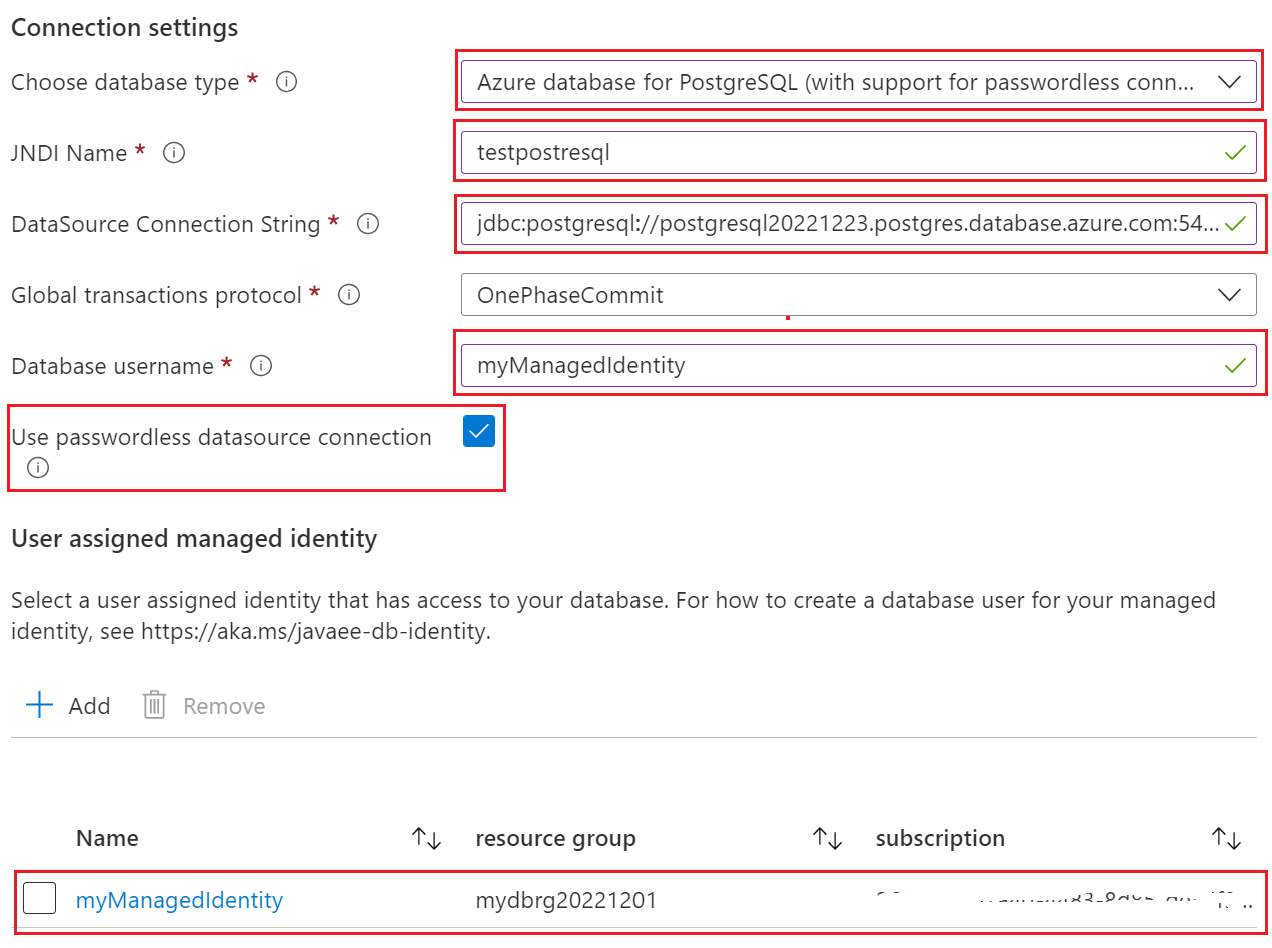 Connection settings
Choose database type * Azure database for PostgreSQL (with support for passwordless conn...
JNDI Name * testpostresql
DataSource Connection String * jdbc:postgresql://postgresql20221223.postgres.database.azure.com:54...
Global transactions protocol * OnePhaseCommit
Database username * myManagedIdentity
Use passwordless datasource connection
User assigned managed identity
Select a user assigned identity that has access to your database. For how to create a database user for your managed
identity, see https://aka.ms/javaee-db-identity.
Add Remove
Name resource group subscription
myManagedIdentity mydbrg20221201